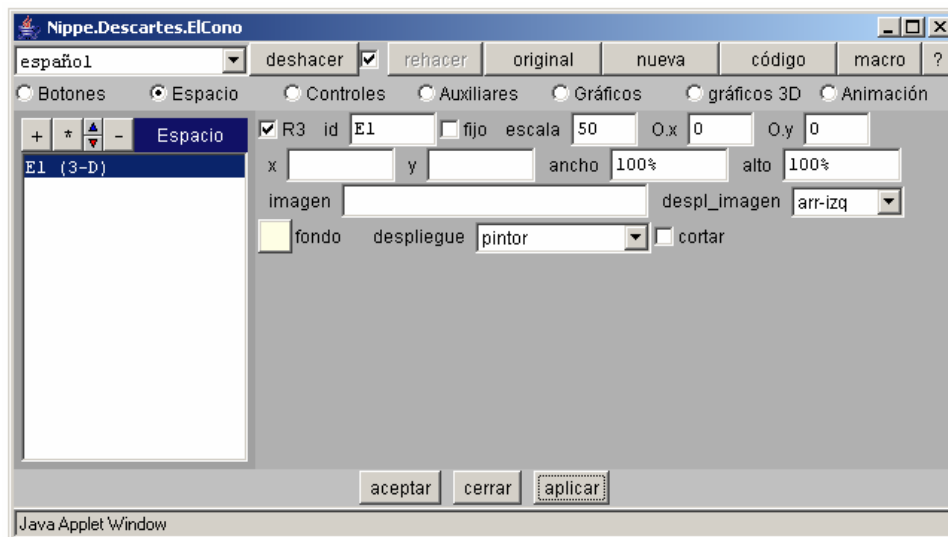 Nippe.Descartes.ElCono
español deshacer rehacer original nueva código macro ?
Botones Espacio Controles Auxiliares Gráficos gráficos 3D Animación
+ * - Espacio R3 id E1 fijo escala 50 O.x 0 O.y 0
E1 (3-D) x y ancho 100% alto 100%
imagen despl_imagen arr-izq
fondo despliegue pintor cortar
aceptar cerrar aplicar
Java Applet Window